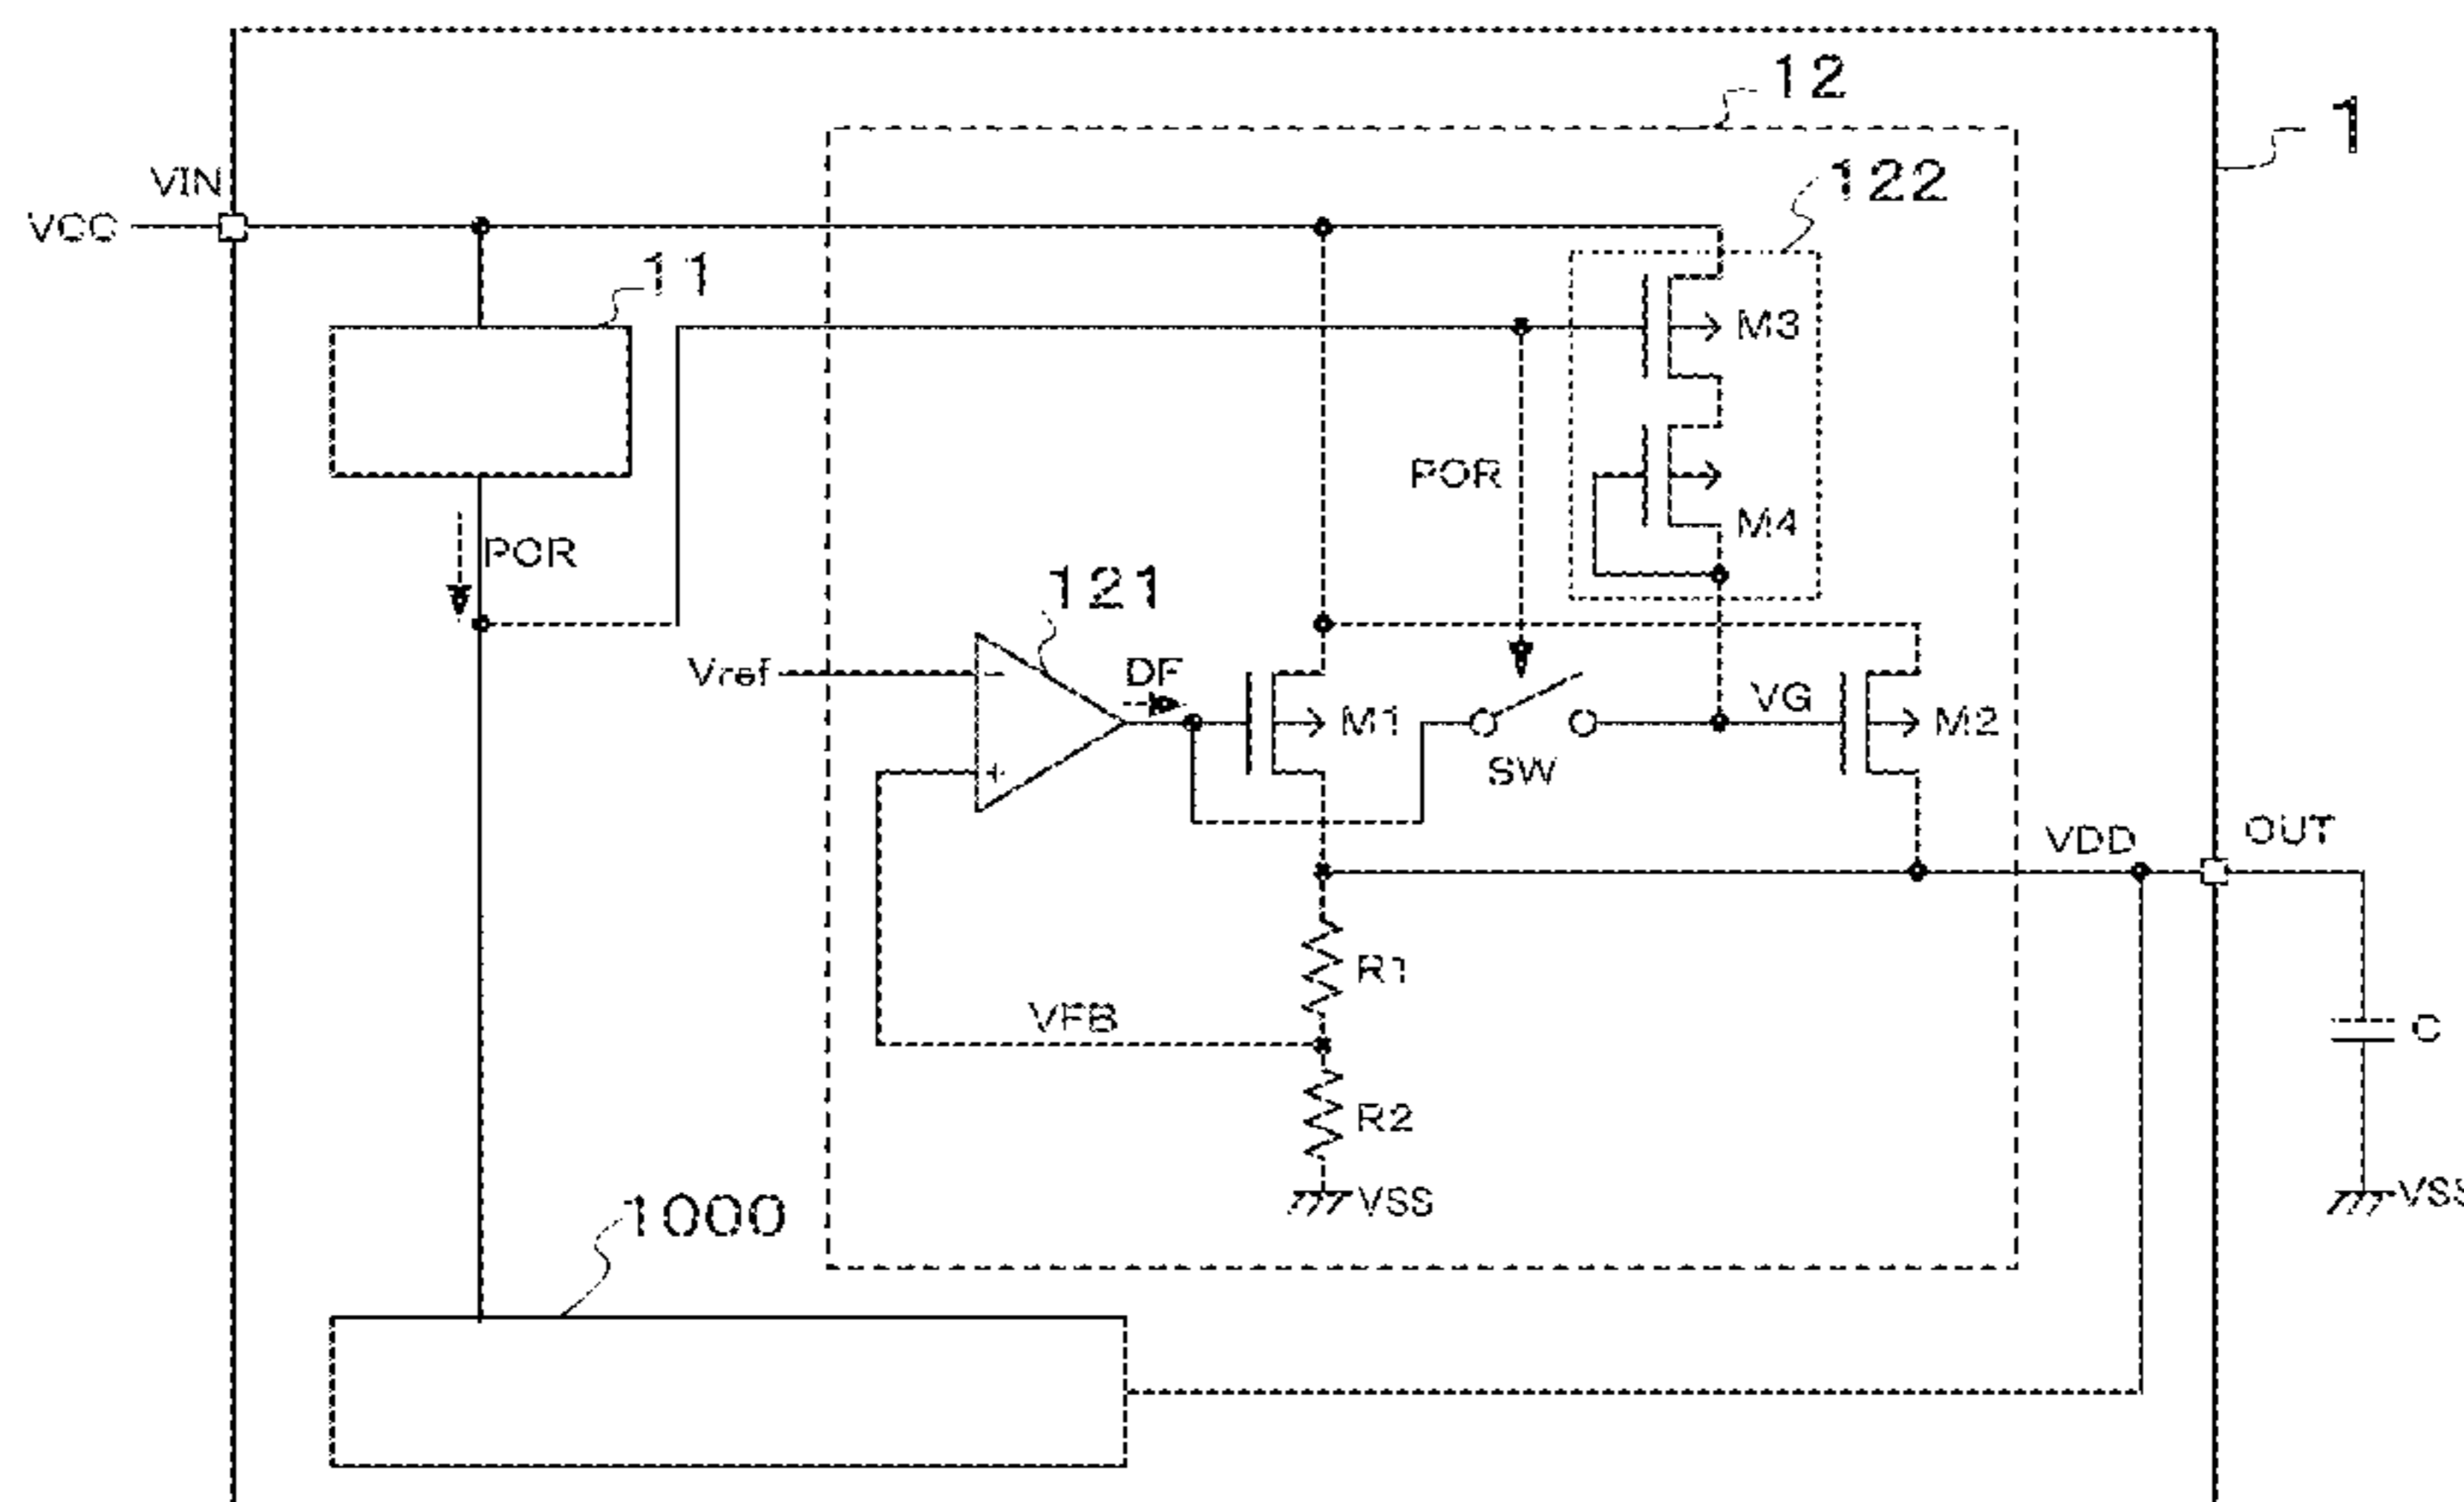 12
1
VIN
122
VCC
11
M3
POR
M4
POR
121
Vref
DF
VG
M1
M2
SW
VDD
OUT
R1
VFB
C
R2
VSS
VSS
1000